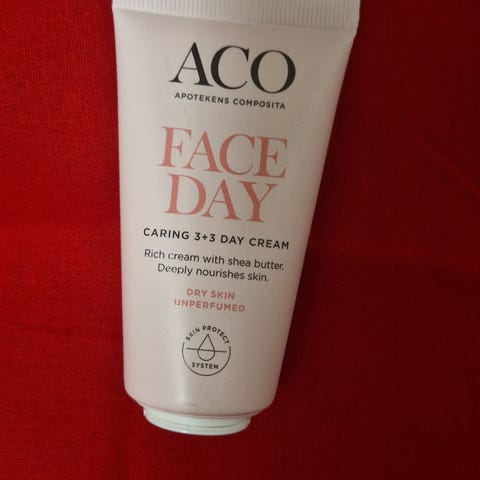 ACO
APOTEKENS COMPOSITA
FACE
DAY
CARING 3+3 DAY CREAM
Rich cream with shea butter.
Deeply nourishes skin.
DRY SKIN
UNPERFUMED
SKIN PROTECT
SYSTEM